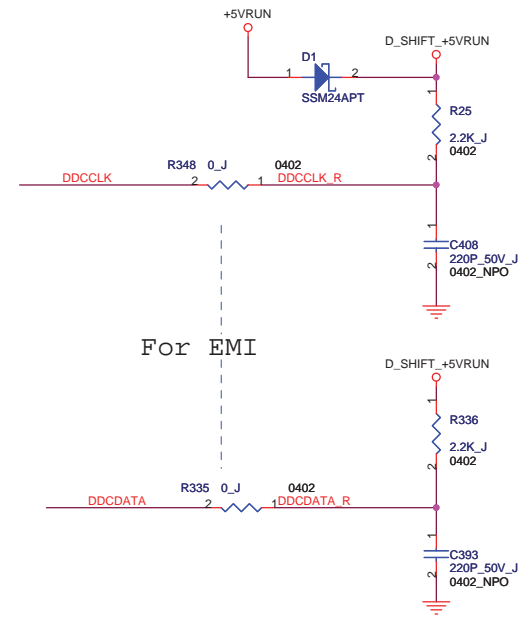 +5VRUN
D_SHIFT_+5VRUN
D1
1
2
SSM24APT
1
R25
2.2K_J
0402
2
R348 0_J 0402
DDCCLK 2 1 DDCCLK_R
1
C408
220P_50V_J
0402_NPO
2
For EMI
D_SHIFT_+5VRUN
1
R336
2.2K_J
0402
2
R335 0_J 0402
DDCDATA 2 1 DDCDATA_R
1
C393
220P_50V_J
0402_NPO
2